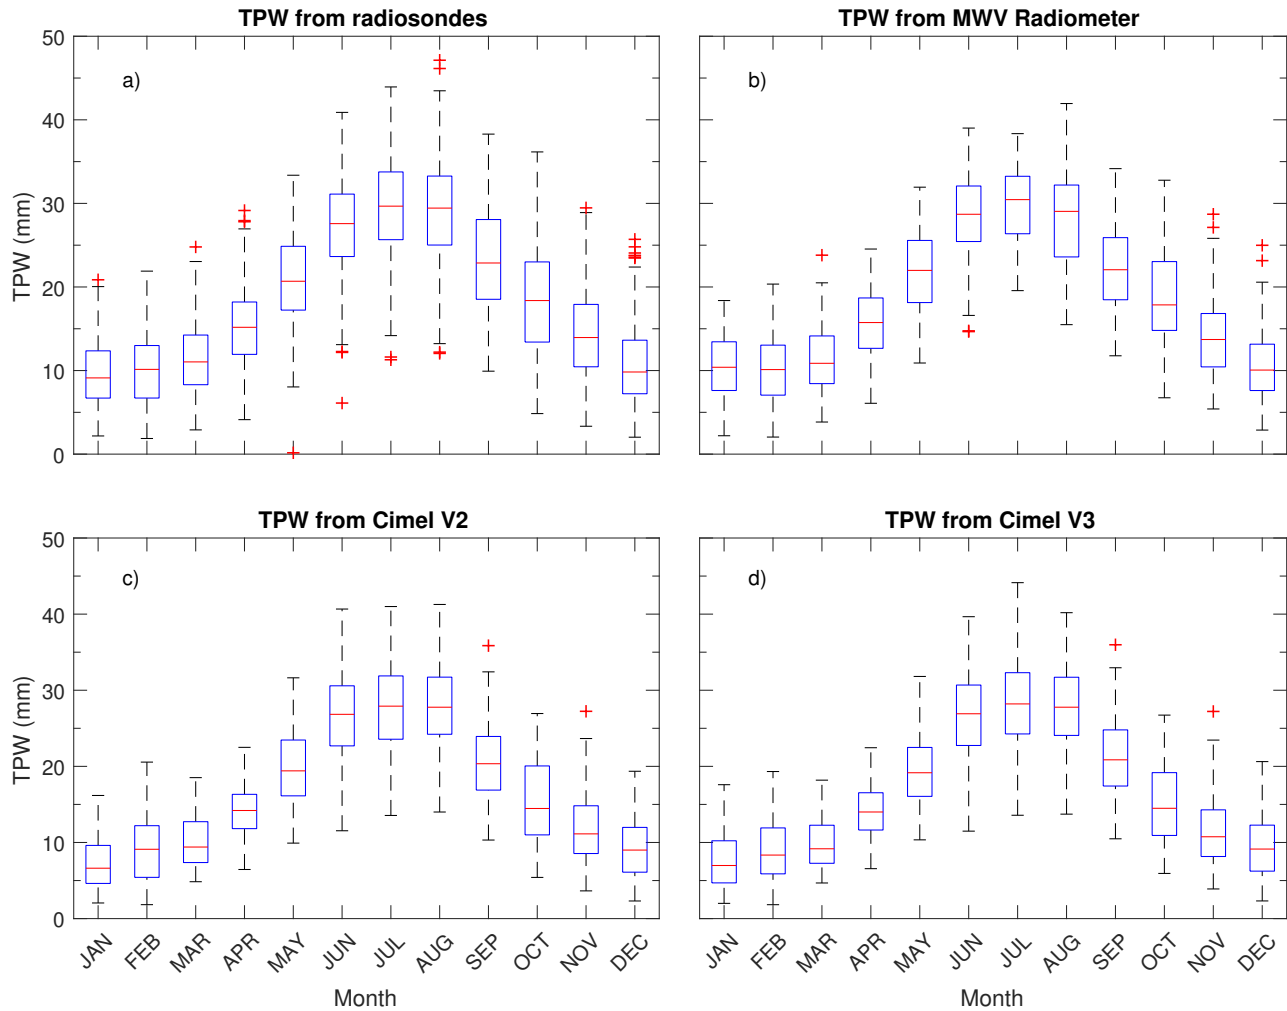 TPW from radiosondes
TPW from MWV Radiometer
50
40
30
20
10
0
TPW (mm)
a)
b)
TPW from Cimel V2
TPW from Cimel V3
50
40
30
20
10
0
TPW (mm)
c)
d)
JAN FEB MAR APR MAY JUN JUL AUG SEP OCT NOV DEC
JAN FEB MAR APR MAY JUN JUL AUG SEP OCT NOV DEC
Month
Month